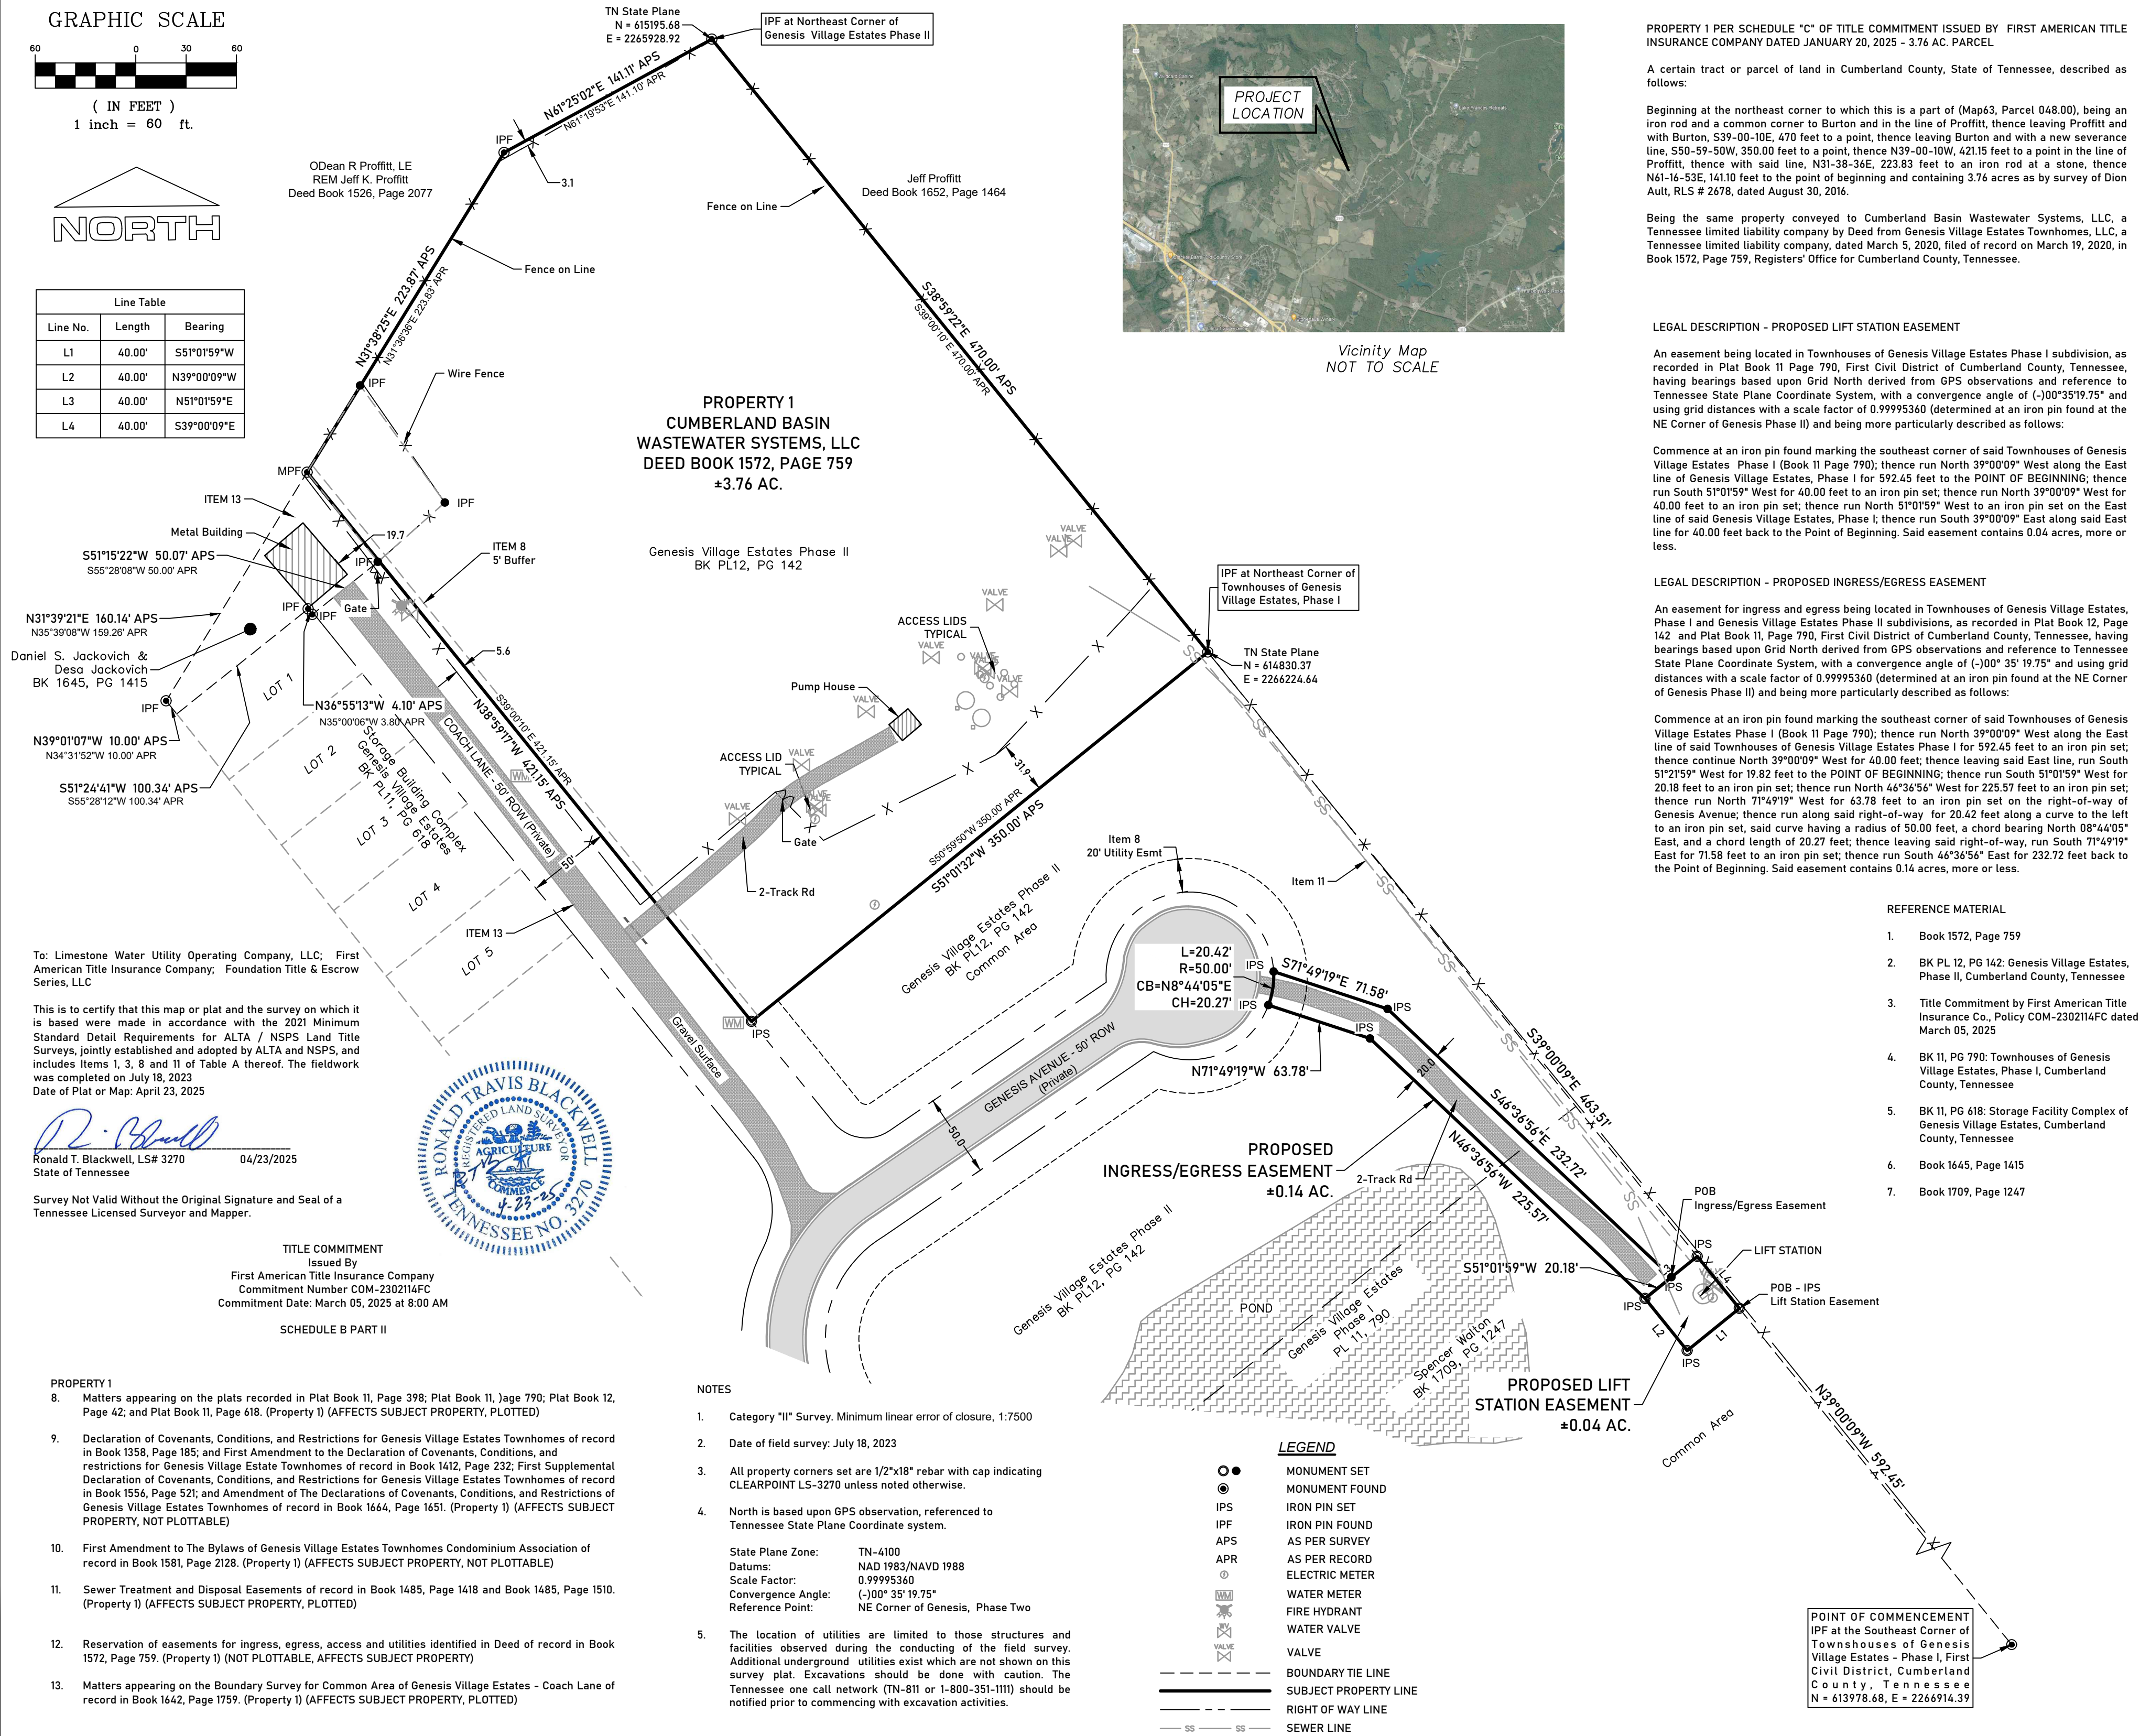 GRAPHIC SCALE
60 0 30 60
( IN FEET )
1 inch = 60 ft.
NORTH
Line Table
Line No. Length Bearing
L1 40.00' S51°01'59"W
L2 40.00' N39°00'09"W
L3 40.00' N51°01'59"E
L4 40.00' S39°00'09"E
TN State Plane
N = 615195.68
E = 2265928.92
IPF at Northeast Corner of
Genesis Village Estates Phase II
N61°25'02"E 141.11' APS
N61°19'53"E 141.10' APR
IPF
3.1
ODean R Proffitt, LE
REM Jeff K. Proffitt
Deed Book 1526, Page 2077
Jeff Proffitt
Deed Book 1652, Page 1464
Fence on Line
Fence on Line
N31°38'25"E 223.87' APS
N31°36'36"E 223.83' APR
S38°59'22"E 470.00' APS
S39°00'10"E 470.00' APR
IPF
Wire Fence
PROPERTY 1
CUMBERLAND BASIN
WASTEWATER SYSTEMS, LLC
DEED BOOK 1572, PAGE 759
±3.76 AC.
Genesis Village Estates Phase II
BK PL12, PG 142
MPF
IPF
ITEM 13
Metal Building
19.7
ITEM 8
5' Buffer
S51°15'22"W 50.07' APS
S55°28'08"W 50.00' APR
IPF
IPF
IPF
Gate
N31°39'21"E 160.14' APS
N35°39'08"W 159.26' APR
Daniel S. Jackovich &
Desa Jackovich
BK 1645, PG 1415
IPF
N39°01'07"W 10.00' APS
N34°31'52"W 10.00' APR
S51°24'41"W 100.34' APS
S55°28'12"W 100.34' APR
N36°55'13"W 4.10' APS
N35°00'06"W 3.80' APR
5.6
LOT 1
LOT 2
LOT 3
LOT 4
LOT 5
Storage Building Complex
Genesis Village Estates
BK PL11, PG 618
COACH LANE - 50' ROW (Private)
N38°59'17"W 421.15' APS
S39°00'10"E 421.15' APR
WM
50'
ITEM 13
Gravel Surface
VALVE
VALVE
VALVE
VALVE
ACCESS LIDS
TYPICAL
VALVE
VALVE
VALVE
Pump House
VALVE
ACCESS LID
TYPICAL
VALVE
VALVE
VALVE
Gate
2-Track Rd
31.9
S50°59'50"W 350.00' APR
S51°01'32"W 350.00' APS
IPF at Northeast Corner of
Townhouses of Genesis
Village Estates, Phase I
TN State Plane
N = 614830.37
E = 2266224.64
WM
IPS
Genesis Village Estates Phase II
BK PL12, PG 142
Common Area
Item 8
20' Utility Esmt
Item 11
L=20.42'
R=50.00'
CB=N8°44'05"E
CH=20.27'
IPS
IPS
S71°49'19"E 71.58'
IPS
IPS
N71°49'19"W 63.78'
20.0
GENESIS AVENUE - 50' ROW
(Private)
50.0
PROPOSED
INGRESS/EGRESS EASEMENT
±0.14 AC.
2-Track Rd
S46°36'56"E 232.72'
N46°36'56"W 225.57'
S39°00'09"E 463.51'
SS SS SS SS SS SS
Genesis Village Estates Phase II
BK PL12, PG 142
POND
Genesis Village Estates
Phase I
PL 11, 790
Spencer Walton
BK 1709, PG 1247
S51°01'59"W 20.18'
POB
Ingress/Egress Easement
IPS
LIFT STATION
POB - IPS
Lift Station Easement
IPS
IPS
IPS
L1
L2
L3
L4
PROPOSED LIFT
STATION EASEMENT
±0.04 AC.
Common Area
N39°00'09"W 592.45'
POINT OF COMMENCEMENT
IPF at the Southeast Corner of
Townshouses of Genesis
Village Estates - Phase I, First
Civil District, Cumberland
County, Tennessee
N = 613978.68, E = 2266914.39
PROJECT
LOCATION
Vicinity Map
NOT TO SCALE
PROPERTY 1 PER SCHEDULE "C" OF TITLE COMMITMENT ISSUED BY FIRST AMERICAN TITLE
INSURANCE COMPANY DATED JANUARY 20, 2025 - 3.76 AC. PARCEL
A certain tract or parcel of land in Cumberland County, State of Tennessee, described as
follows:
Beginning at the northeast corner to which this is a part of (Map63, Parcel 048.00), being an
iron rod and a common corner to Burton and in the line of Proffitt, thence leaving Proffitt and
with Burton, S39-00-10E, 470 feet to a point, thence leaving Burton and with a new severance
line, S50-59-50W, 350.00 feet to a point, thence N39-00-10W, 421.15 feet to a point in the line of
Proffitt, thence with said line, N31-38-36E, 223.83 feet to an iron rod at a stone, thence
N61-16-53E, 141.10 feet to the point of beginning and containing 3.76 acres as by survey of Dion
Ault, RLS # 2678, dated August 30, 2016.
Being the same property conveyed to Cumberland Basin Wastewater Systems, LLC, a
Tennessee limited liability company by Deed from Genesis Village Estates Townhomes, LLC, a
Tennessee limited liability company, dated March 5, 2020, filed of record on March 19, 2020, in
Book 1572, Page 759, Registers' Office for Cumberland County, Tennessee.
LEGAL DESCRIPTION - PROPOSED LIFT STATION EASEMENT
An easement being located in Townhouses of Genesis Village Estates Phase I subdivision, as
recorded in Plat Book 11 Page 790, First Civil District of Cumberland County, Tennessee,
having bearings based upon Grid North derived from GPS observations and reference to
Tennessee State Plane Coordinate System, with a convergence angle of (-)00°35'19.75" and
using grid distances with a scale factor of 0.99995360 (determined at an iron pin found at the
NE Corner of Genesis Phase II) and being more particularly described as follows:
Commence at an iron pin found marking the southeast corner of said Townhouses of Genesis
Village Estates Phase I (Book 11 Page 790); thence run North 39°00'09" West along the East
line of Genesis Village Estates, Phase I for 592.45 feet to the POINT OF BEGINNING; thence
run South 51°01'59" West for 40.00 feet to an iron pin set; thence run North 39°00'09" West for
40.00 feet to an iron pin set; thence run North 51°01'59" West to an iron pin set on the East
line of said Genesis Village Estates, Phase I; thence run South 39°00'09" East along said East
line for 40.00 feet back to the Point of Beginning. Said easement contains 0.04 acres, more or
less.
LEGAL DESCRIPTION - PROPOSED INGRESS/EGRESS EASEMENT
An easement for ingress and egress being located in Townhouses of Genesis Village Estates,
Phase I and Genesis Village Estates Phase II subdivisions, as recorded in Plat Book 12, Page
142 and Plat Book 11, Page 790, First Civil District of Cumberland County, Tennessee, having
bearings based upon Grid North derived from GPS observations and reference to Tennessee
State Plane Coordinate System, with a convergence angle of (-)00° 35' 19.75" and using grid
distances with a scale factor of 0.99995360 (determined at an iron pin found at the NE Corner
of Genesis Phase II) and being more particularly described as follows:
Commence at an iron pin found marking the southeast corner of said Townhouses of Genesis
Village Estates Phase I (Book 11 Page 790); thence run North 39°00'09" West along the East
line of said Townhouses of Genesis Village Estates Phase I for 592.45 feet to an iron pin set;
thence continue North 39°00'09" West for 40.00 feet; thence leaving said East line, run South
51°21'59" West for 19.82 feet to the POINT OF BEGINNING; thence run South 51°01'59" West for
20.18 feet to an iron pin set; thence run North 46°36'56" West for 225.57 feet to an iron pin set;
thence run North 71°49'19" West for 63.78 feet to an iron pin set on the right-of-way of
Genesis Avenue; thence run along said right-of-way for 20.42 feet along a curve to the left
to an iron pin set, said curve having a radius of 50.00 feet, a chord bearing North 08°44'05"
East, and a chord length of 20.27 feet; thence leaving said right-of-way, run South 71°49'19"
East for 71.58 feet to an iron pin set; thence run South 46°36'56" East for 232.72 feet back to
the Point of Beginning. Said easement contains 0.14 acres, more or less.
REFERENCE MATERIAL
1. Book 1572, Page 759
2. BK PL 12, PG 142: Genesis Village Estates,
Phase II, Cumberland County, Tennessee
3. Title Commitment by First American Title
Insurance Co., Policy COM-2302114FC dated
March 05, 2025
4. BK 11, PG 790: Townhouses of Genesis
Village Estates, Phase I, Cumberland
County, Tennessee
5. BK 11, PG 618: Storage Facility Complex of
Genesis Village Estates, Cumberland
County, Tennessee
6. Book 1645, Page 1415
7. Book 1709, Page 1247
To: Limestone Water Utility Operating Company, LLC; First
American Title Insurance Company; Foundation Title & Escrow
Series, LLC
This is to certify that this map or plat and the survey on which it
is based were made in accordance with the 2021 Minimum
Standard Detail Requirements for ALTA / NSPS Land Title
Surveys, jointly established and adopted by ALTA and NSPS, and
includes Items 1, 3, 8 and 11 of Table A thereof. The fieldwork
was completed on July 18, 2023
Date of Plat or Map: April 23, 2025
Ronald T. Blackwell, LS# 3270 04/23/2025
State of Tennessee
Survey Not Valid Without the Original Signature and Seal of a
Tennessee Licensed Surveyor and Mapper.
RONALD TRAVIS BLACKWELL
REGISTERED LAND SURVEYOR
AGRICULTURE
COMMERCE
4-23-25
TENNESSEE NO. 3270
TITLE COMMITMENT
Issued By
First American Title Insurance Company
Commitment Number COM-2302114FC
Commitment Date: March 05, 2025 at 8:00 AM
SCHEDULE B PART II
PROPERTY 1
8. Matters appearing on the plats recorded in Plat Book 11, Page 398; Plat Book 11, )age 790; Plat Book 12,
Page 42; and Plat Book 11, Page 618. (Property 1) (AFFECTS SUBJECT PROPERTY, PLOTTED)
9. Declaration of Covenants, Conditions, and Restrictions for Genesis Village Estates Townhomes of record
in Book 1358, Page 185; and First Amendment to the Declaration of Covenants, Conditions, and
restrictions for Genesis Village Estate Townhomes of record in Book 1412, Page 232; First Supplemental
Declaration of Covenants, Conditions, and Restrictions for Genesis Village Estates Townhomes of record
in Book 1556, Page 521; and Amendment of The Declarations of Covenants, Conditions, and Restrictions of
Genesis Village Estates Townhomes of record in Book 1664, Page 1651. (Property 1) (AFFECTS SUBJECT
PROPERTY, NOT PLOTTABLE)
10. First Amendment to The Bylaws of Genesis Village Estates Townhomes Condominium Association of
record in Book 1581, Page 2128. (Property 1) (AFFECTS SUBJECT PROPERTY, NOT PLOTTABLE)
11. Sewer Treatment and Disposal Easements of record in Book 1485, Page 1418 and Book 1485, Page 1510.
(Property 1) (AFFECTS SUBJECT PROPERTY, PLOTTED)
12. Reservation of easements for ingress, egress, access and utilities identified in Deed of record in Book
1572, Page 759. (Property 1) (NOT PLOTTABLE, AFFECTS SUBJECT PROPERTY)
13. Matters appearing on the Boundary Survey for Common Area of Genesis Village Estates - Coach Lane of
record in Book 1642, Page 1759. (Property 1) (AFFECTS SUBJECT PROPERTY, PLOTTED)
NOTES
1. Category "II" Survey. Minimum linear error of closure, 1:7500
2. Date of field survey: July 18, 2023
3. All property corners set are 1/2"x18" rebar with cap indicating
CLEARPOINT LS-3270 unless noted otherwise.
4. North is based upon GPS observation, referenced to
Tennessee State Plane Coordinate system.
State Plane Zone: TN-4100
Datums: NAD 1983/NAVD 1988
Scale Factor: 0.99995360
Convergence Angle: (-)00° 35' 19.75"
Reference Point: NE Corner of Genesis, Phase Two
5. The location of utilities are limited to those structures and
facilities observed during the conducting of the field survey.
Additional underground utilities exist which are not shown on this
survey plat. Excavations should be done with caution. The
Tennessee one call network (TN-811 or 1-800-351-1111) should be
notified prior to commencing with excavation activities.
LEGEND
MONUMENT SET
MONUMENT FOUND
IPS IRON PIN SET
IPF IRON PIN FOUND
APS AS PER SURVEY
APR AS PER RECORD
ELECTRIC METER
WM WATER METER
FIRE HYDRANT
WV WATER VALVE
VALVE VALVE
BOUNDARY TIE LINE
SUBJECT PROPERTY LINE
RIGHT OF WAY LINE
SS SS SEWER LINE